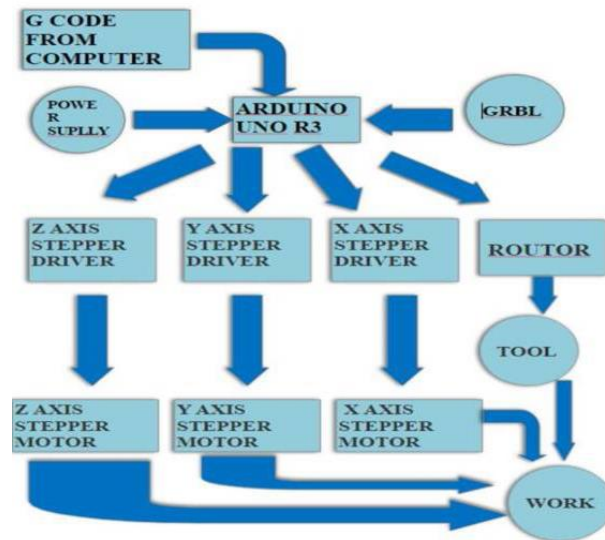 G CODE
FROM
COMPUTER
POWE
R
SUPLLY
ARDUINO
UNO R3
GRBL
Z AXIS
STEPPER
DRIVER
Y AXIS
STEPPER
DRIVER
X AXIS
STEPPER
DRIVER
ROUTOR
TOOL
Z AXIS
STEPPER
MOTOR
Y AXIS
STEPPER
MOTOR
X AXIS
STEPPER
MOTOR
WORK